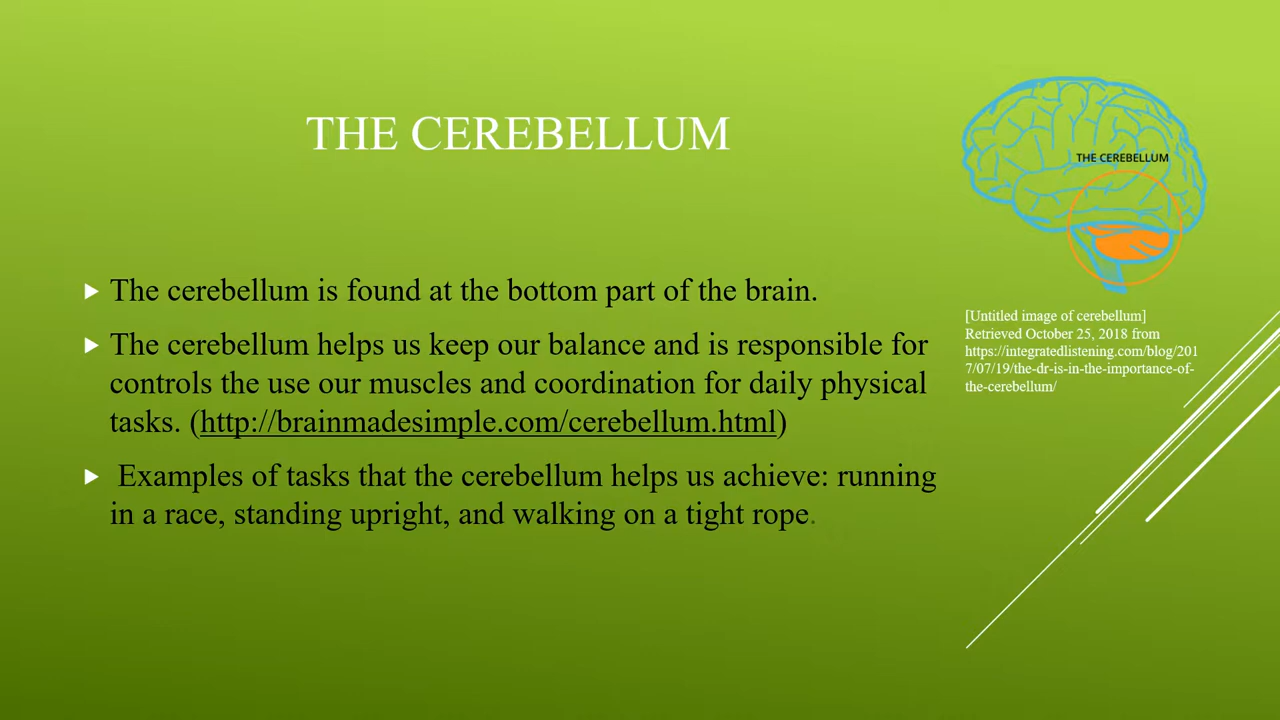 THE CEREBELLUM
The cerebellum is found at the bottom part of the brain.
The cerebellum helps us keep our balance and is responsible for
controls the use our muscles and coordination for daily physical
tasks. (http://brainmadesimple.com/cerebellum.html)
Examples of tasks that the cerebellum helps us achieve: running
in a race, standing upright, and walking on a tight rope.
THE CEREBELLUM
[Untitled image of cerebellum]
Retrieved October 25, 2018 from
https://integratedlistening.com/blog/201
7/07/19/the-dr-is-in-the-importance-of-
the-cerebellum/